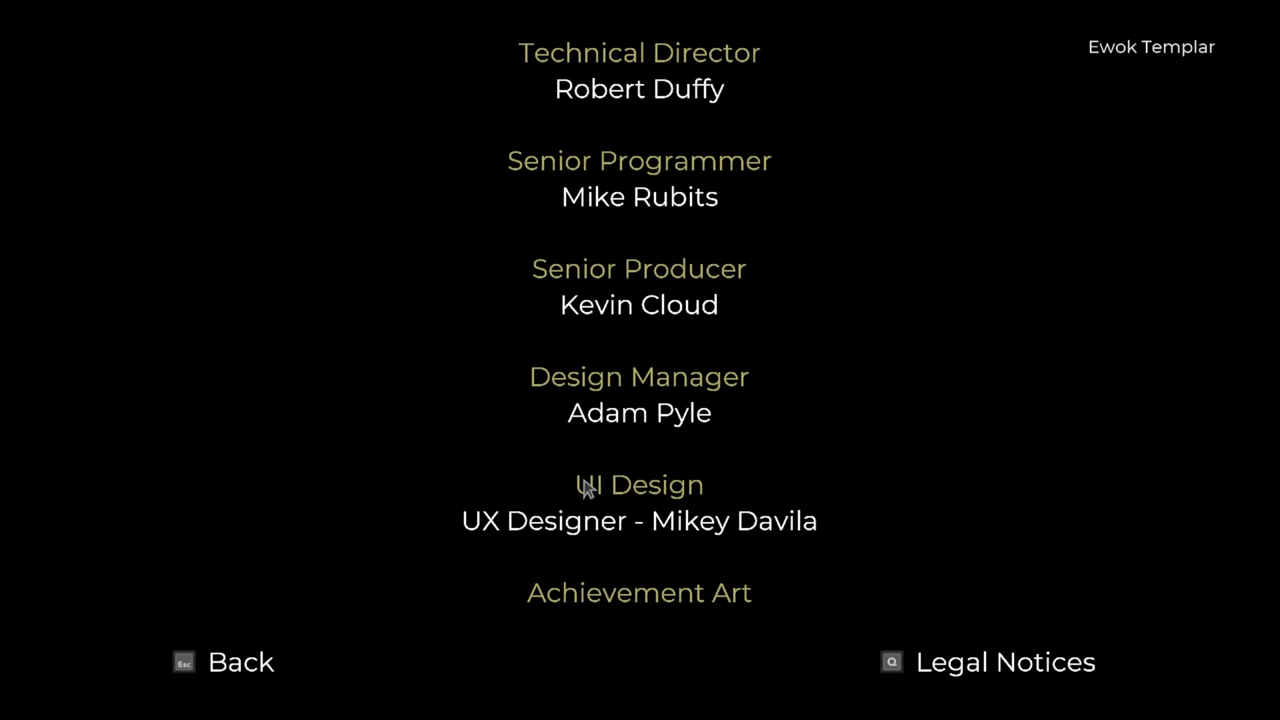 Technical Director
Ewok Templar
Robert Duffy
Senior Programmer
Mike Rubits
Senior Producer
Kevin Cloud
Design Manager
Adam Pyle
UI Design
UX Designer - Mikey Davila
Achievement Art
Esc Back
Q Legal Notices